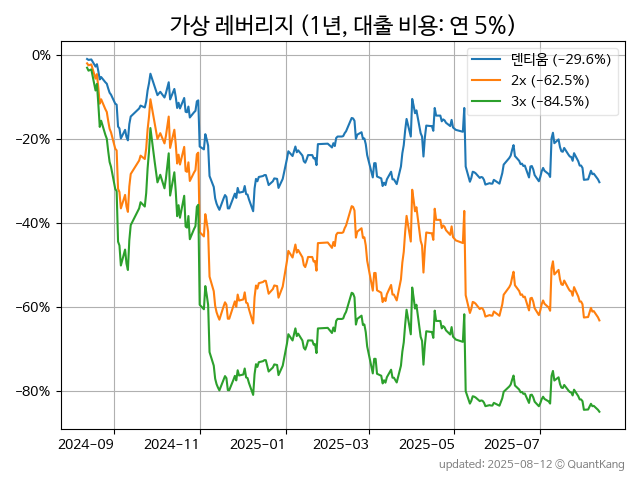 가상 레버리지 (1년, 대출 비용: 연 5%)
덴티움 (−29.6%)
2x (−62.5%)
3x (−84.5%)
0%
−20%
−40%
−60%
−80%
2024−09 2024−11 2025−01 2025−03 2025−05 2025−07
updated: 2025-08-12 © QuantKang